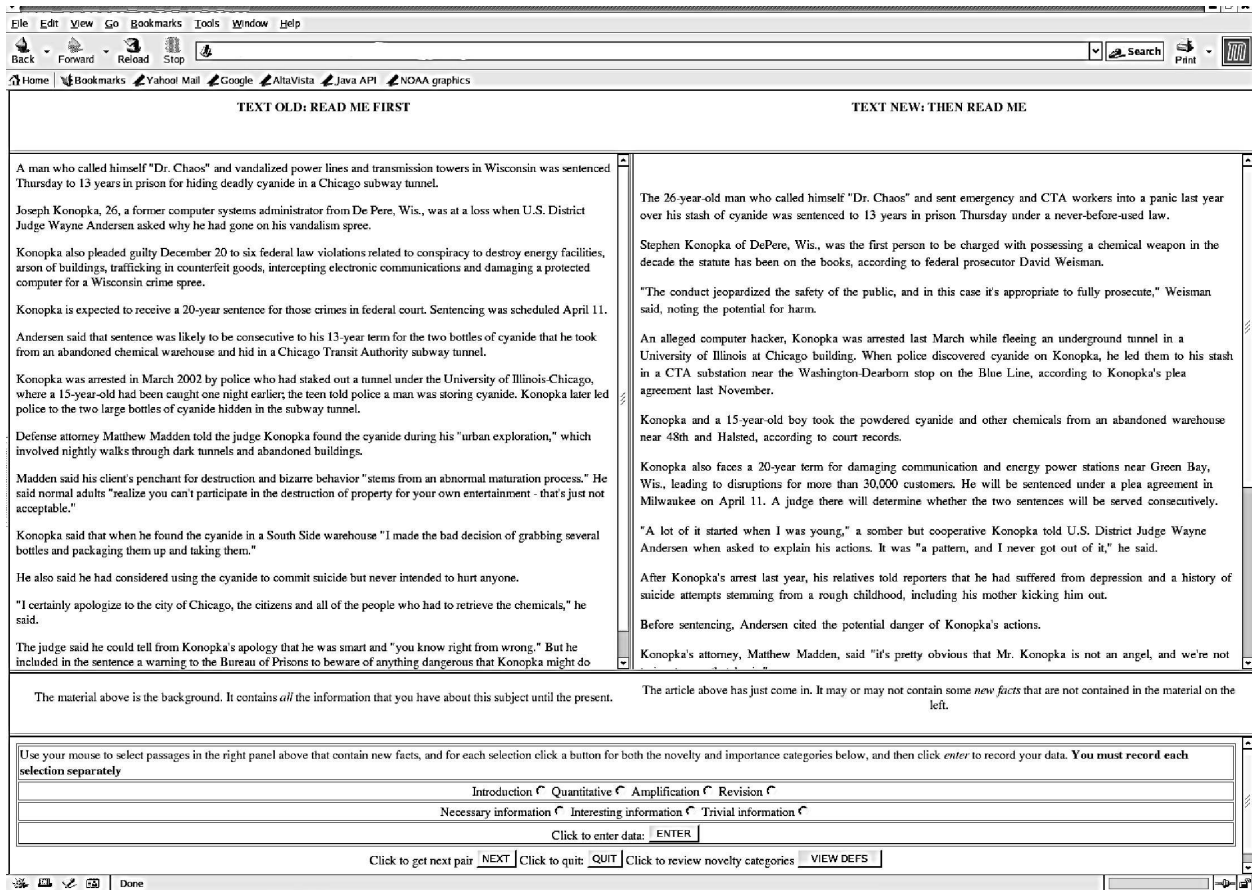 File Edit View Go Bookmarks Tools Window Help
Back Forward Reload Stop Search Print
Home Bookmarks Yahoo! Mail Google AltaVista Java API NOAA graphics
TEXT OLD: READ ME FIRST
A man who called himself "Dr. Chaos" and vandalized power lines and transmission towers in Wisconsin was sentenced
Thursday to 13 years in prison for hiding deadly cyanide in a Chicago subway tunnel.
Joseph Konopka, 26, a former computer systems administrator from De Pere, Wis., was at a loss when U.S. District
Judge Wayne Andersen asked why he had gone on his vandalism spree.
Konopka also pleaded guilty December 20 to six federal law violations related to conspiracy to destroy energy facilities,
arson of buildings, trafficking in counterfeit goods, intercepting electronic communications and damaging a protected
computer for a Wisconsin crime spree.
Konopka is expected to receive a 20-year sentence for those crimes in federal court. Sentencing was scheduled April 11.
Andersen said that sentence was likely to be consecutive to his 13-year term for the two bottles of cyanide that he took
from an abandoned chemical warehouse and hid in a Chicago Transit Authority subway tunnel.
Konopka was arrested in March 2002 by police who had staked out a tunnel under the University of Illinois-Chicago,
where a 15-year-old had been caught one night earlier; the teen told police a man was storing cyanide. Konopka later led
police to the two large bottles of cyanide hidden in the subway tunnel.
Defense attorney Matthew Madden told the judge Konopka found the cyanide during his "urban exploration," which
involved nightly walks through dark tunnels and abandoned buildings.
Madden said his client's penchant for destruction and bizarre behavior "stems from an abnormal maturation process." He
said normal adults "realize you can't participate in the destruction of property for your own entertainment - that's just not
acceptable."
Konopka said that when he found the cyanide in a South Side warehouse "I made the bad decision of grabbing several
bottles and packaging them up and taking them."
He also said he had considered using the cyanide to commit suicide but never intended to hurt anyone.
"I certainly apologize to the city of Chicago, the citizens and all of the people who had to retrieve the chemicals," he
said.
The judge said he could tell from Konopka's apology that he was smart and "you know right from wrong." But he
included in the sentence a warning to the Bureau of Prisons to beware of anything dangerous that Konopka might do
TEXT NEW: THEN READ ME
The 26-year-old man who called himself "Dr. Chaos" and sent emergency and CTA workers into a panic last year
over his stash of cyanide was sentenced to 13 years in prison Thursday under a never-before-used law.
Stephen Konopka of DePere, Wis., was the first person to be charged with possessing a chemical weapon in the
decade the statute has been on the books, according to federal prosecutor David Weisman.
"The conduct jeopardized the safety of the public, and in this case it's appropriate to fully prosecute," Weisman
said, noting the potential for harm.
An alleged computer hacker, Konopka was arrested last March while fleeing an underground tunnel in a
University of Illinois at Chicago building. When police discovered cyanide on Konopka, he led them to his stash
in a CTA substation near the Washington-Dearborn stop on the Blue Line, according to Konopka's plea
agreement last November.
Konopka and a 15-year-old boy took the powdered cyanide and other chemicals from an abandoned warehouse
near 48th and Halsted, according to court records.
Konopka also faces a 20-year term for damaging communication and energy power stations near Green Bay,
Wis., leading to disruptions for more than 30,000 customers. He will be sentenced under a plea agreement in
Milwaukee on April 11. A judge there will determine whether the two sentences will be served consecutively.
"A lot of it started when I was young," a somber but cooperative Konopka told U.S. District Judge Wayne
Andersen when asked to explain his actions. It was "a pattern, and I never got out of it," he said.
After Konopka's arrest last year, his relatives told reporters that he had suffered from depression and a history of
suicide attempts stemming from a rough childhood, including his mother kicking him out.
Before sentencing, Andersen cited the potential danger of Konopka's actions.
Konopka's attorney, Matthew Madden, said "it's pretty obvious that Mr. Konopka is not an angel, and we're not
The material above is the background. It contains all the information that you have about this subject until the present.
The article above has just come in. It may or may not contain some new facts that are not contained in the material on the
left.
Use your mouse to select passages in the right panel above that contain new facts, and for each selection click a button for both the novelty and importance categories below, and then click enter to record your data. You must record each
selection separately
Introduction Quantitative Amplification Revision
Necessary information Interesting information Trivial information
Click to enter data: ENTER
Click to get next pair NEXT Click to quit: QUIT Click to review novelty categories VIEW DEFS
Done